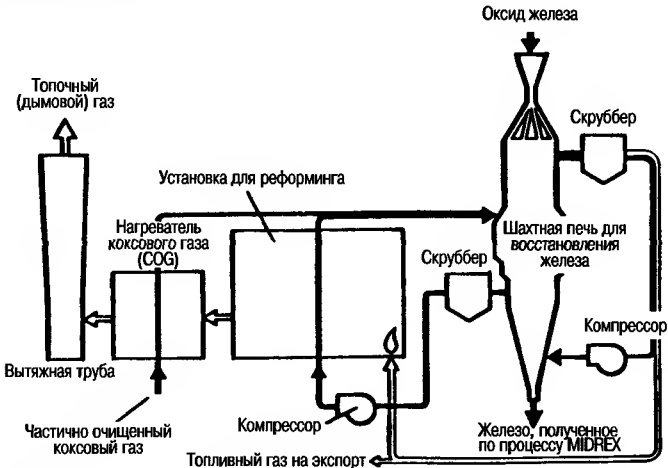 Оксид железа
Топочный
(дымовой) газ
Скруббер
Установка для реформинга
Нагреватель
коксового газа
(COG)
Шахтная печь для
восстановления
железа
Скруббер
Компрессор
Вытяжная труба
Частично очищенный
коксовый газ
Компрессор
Железо, полученное
по процессу MIDREX
Топливный газ на экспорт